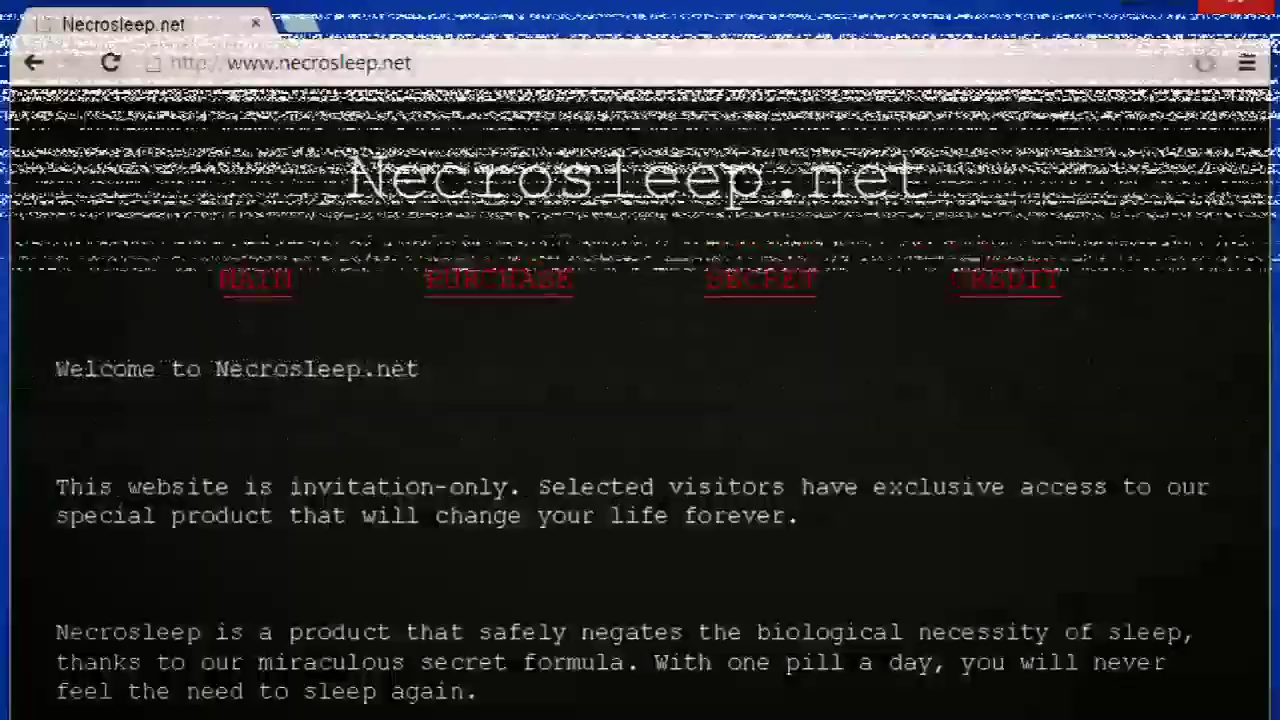 Necrosleep.net
http://www.necrosleep.net
Necrosleep.net
MAIN PURCHASE SECRET CREDIT
Welcome to Necrosleep.net
This website is invitation-only. Selected visitors have exclusive access to our
special product that will change your life forever.
Necrosleep is a product that safely negates the biological necessity of sleep,
thanks to our miraculous secret formula. With one pill a day, you will never
feel the need to sleep again.